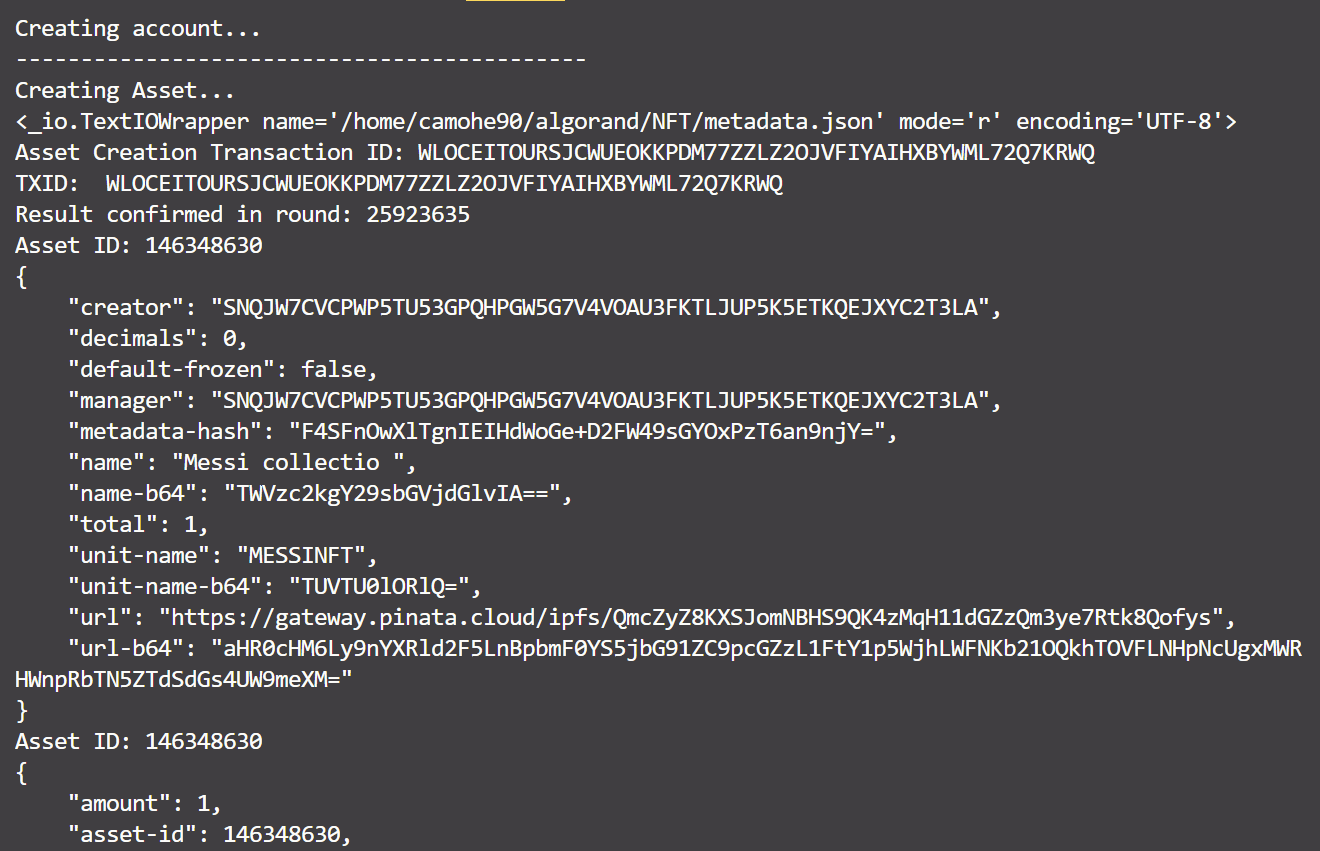 Creating account...
--------------------------------------------
Creating Asset...
<_io.TextIOWrapper name='/home/camohe90/algorand/NFT/metadata.json' mode='r' encoding='UTF-8'>
Asset Creation Transaction ID: WLOCEITOURSJCWUEOKKPDM77ZZLZ2OJVFIYAIHXBYWML72Q7KRWQ
TXID:  WLOCEITOURSJCWUEOKKPDM77ZZLZ2OJVFIYAIHXBYWML72Q7KRWQ
Result confirmed in round: 25923635
Asset ID: 146348630
{
    "creator": "SNQJW7CVCPWP5TU53GPQHPGW5G7V4VOAU3FKTLJUP5K5ETKQEJXYC2T3LA",
    "decimals": 0,
    "default-frozen": false,
    "manager": "SNQJW7CVCPWP5TU53GPQHPGW5G7V4VOAU3FKTLJUP5K5ETKQEJXYC2T3LA",
    "metadata-hash": "F4SFnOwXlTgnIEIHdWoGe+D2FW49sGYOxPzT6an9njY=",
    "name": "Messi collectio ",
    "name-b64": "TWVzc2kgY29sbGVjdGlvIA==",
    "total": 1,
    "unit-name": "MESSINFT",
    "unit-name-b64": "TUVTU0lORlQ=",
    "url": "https://gateway.pinata.cloud/ipfs/QmcZyZ8KXSJomNBHS9QK4zMqH11dGZzQm3ye7Rtk8Qofys",
    "url-b64": "aHR0cHM6Ly9nYXRld2F5LnBpbmF0YS5jbG91ZC9pcGZzL1FtY1p5WjhLWFNKb21OQkhTOVFLNHpNcUgxMWR
HWnpRbTN5ZTdSdGs4UW9meXM="
}
Asset ID: 146348630
{
    "amount": 1,
    "asset-id": 146348630,